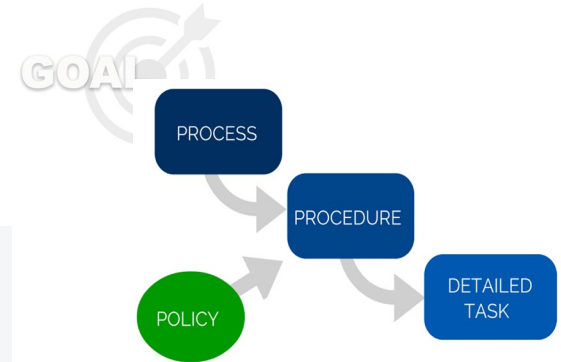 GOAL
PROCESS
PROCEDURE
POLICY
DETAILED
TASK